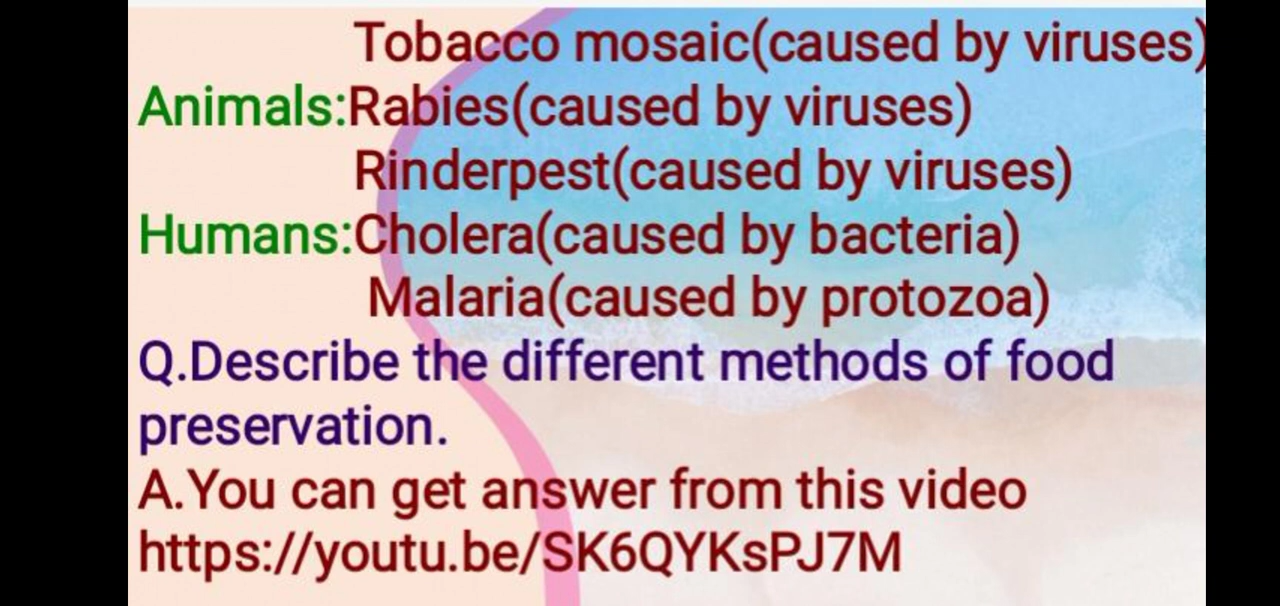 Tobacco mosaic(caused by viruses)
Animals:Rabies(caused by viruses)
Rinderpest(caused by viruses)
Humans:Cholera(caused by bacteria)
Malaria(caused by protozoa)
Q.Describe the different methods of food
preservation.
A.You can get answer from this video
https://youtu.be/SK6QYKsPJ7M